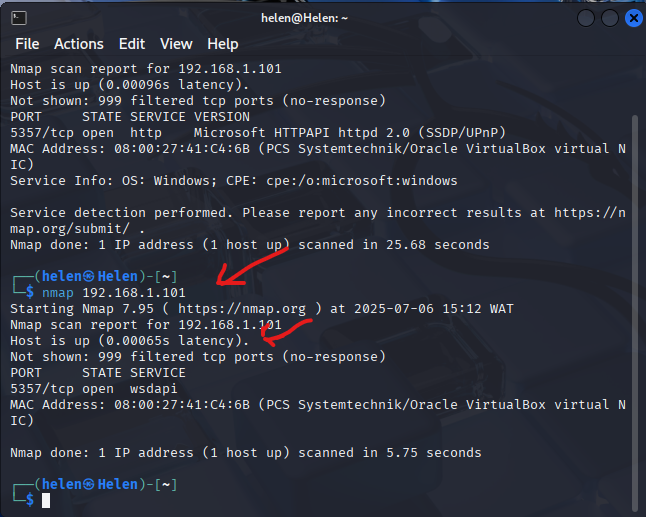 helen@Helen: ~
File Actions Edit View Help
Nmap scan report for 192.168.1.101
Host is up (0.00096s latency).
Not shown: 999 filtered tcp ports (no-response)
PORT     STATE SERVICE VERSION
5357/tcp open  http    Microsoft HTTPAPI httpd 2.0 (SSDP/UPnP)
MAC Address: 08:00:27:41:C4:6B (PCS Systemtechnik/Oracle VirtualBox virtual N
IC)
Service Info: OS: Windows; CPE: cpe:/o:microsoft:windows
Service detection performed. Please report any incorrect results at https://n
map.org/submit/ .
Nmap done: 1 IP address (1 host up) scanned in 25.68 seconds
┌──(helen㉿Helen)-[~]
└─$ nmap 192.168.1.101
Starting Nmap 7.95 ( https://nmap.org ) at 2025-07-06 15:12 WAT
Nmap scan report for 192.168.1.101
Host is up (0.00065s latency).
Not shown: 999 filtered tcp ports (no-response)
PORT     STATE SERVICE
5357/tcp open  wsdapi
MAC Address: 08:00:27:41:C4:6B (PCS Systemtechnik/Oracle VirtualBox virtual N
IC)
Nmap done: 1 IP address (1 host up) scanned in 5.75 seconds
┌──(helen㉿Helen)-[~]
└─$